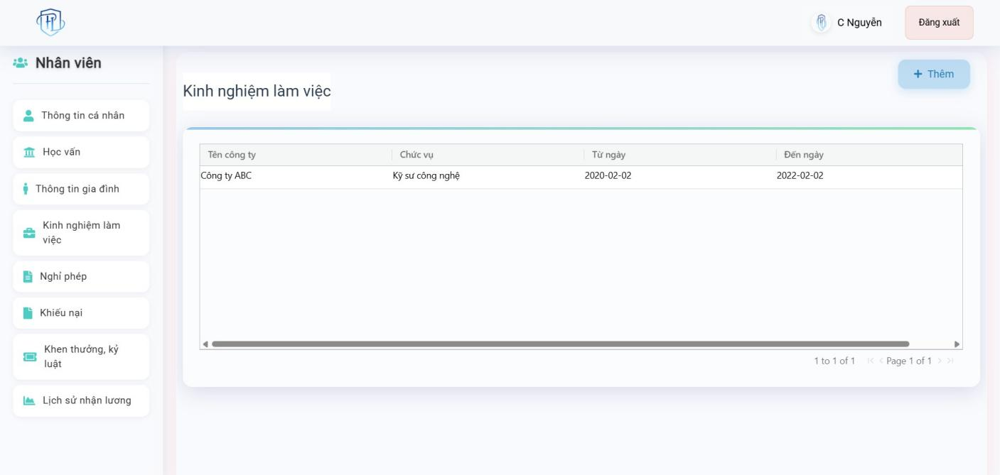 C Nguyễn
Đăng xuất
Nhân viên
Thông tin cá nhân
Học vấn
Thông tin gia đình
Kinh nghiệm làm
việc
Nghỉ phép
Khiếu nại
Khen thưởng, kỷ
luật
Lịch sử nhận lương
Thêm
Kinh nghiệm làm việc
Tên công ty Chức vụ Từ ngày Đến ngày
Công ty ABC Kỹ sư công nghệ 2020-02-02 2022-02-02
1 to 1 of 1 Page 1 of 1